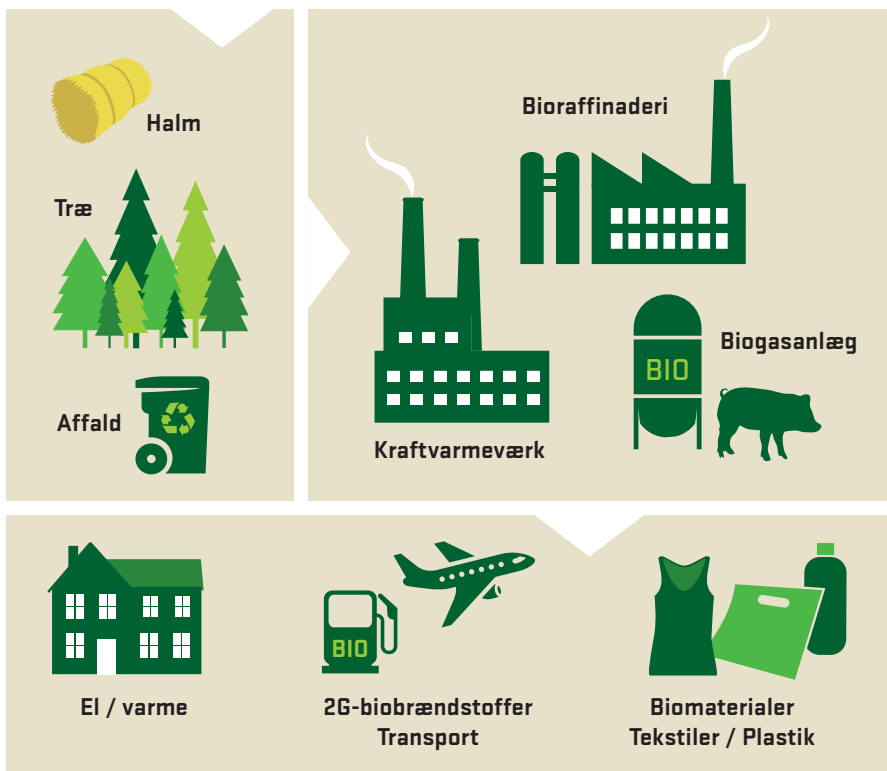 Halm
Træ
Affald
Bioraffinaderi
Kraftvarmeværk
BIO
Biogasanlæg
El / varme
BIO
2G-biobrændstoffer
Transport
Biomaterialer
Tekstiler / Plastik